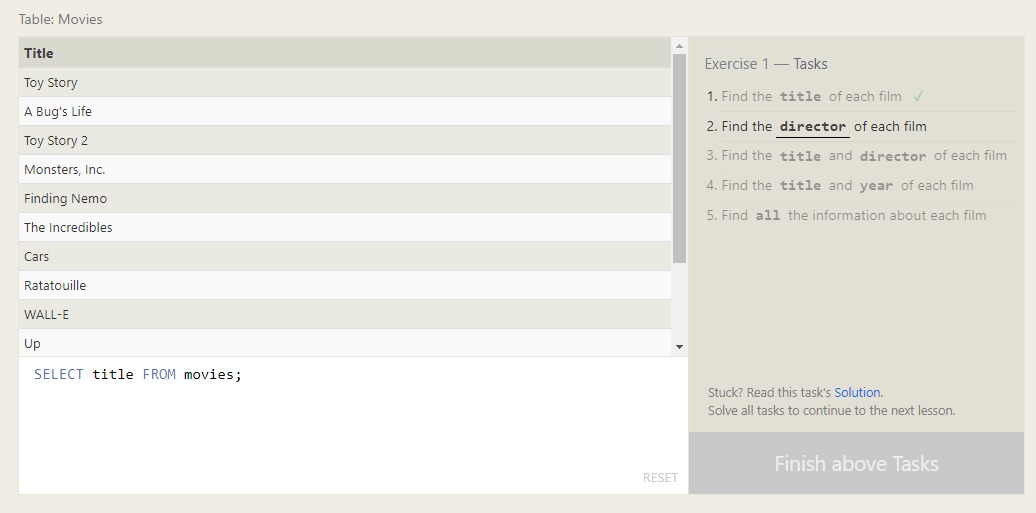 Table: Movies
Title
Toy Story
A Bug's Life
Toy Story 2
Monsters, Inc.
Finding Nemo
The Incredibles
Cars
Ratatouille
WALL-E
Up
SELECT title FROM movies;
RESET
Exercise 1 — Tasks
1. Find the title of each film ✓
2. Find the director of each film
3. Find the title and director of each film
4. Find the title and year of each film
5. Find all the information about each film
Stuck? Read this task's Solution.
Solve all tasks to continue to the next lesson.
Finish above Tasks